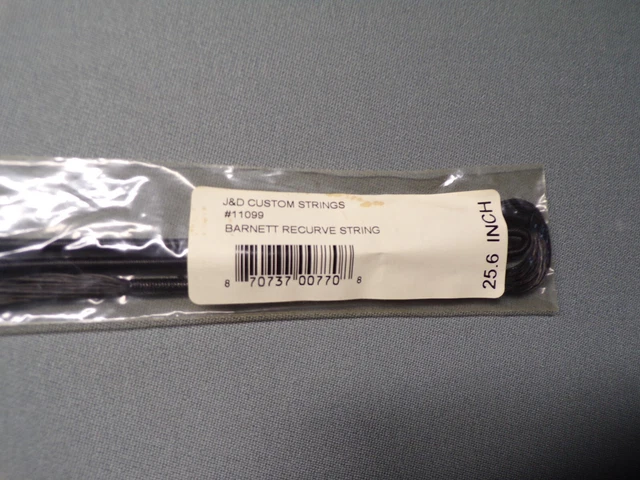 J&D CUSTOM STRINGS
#11099
BARNETT RECURVE STRING
8 70737 00770 8
25.6 INCH